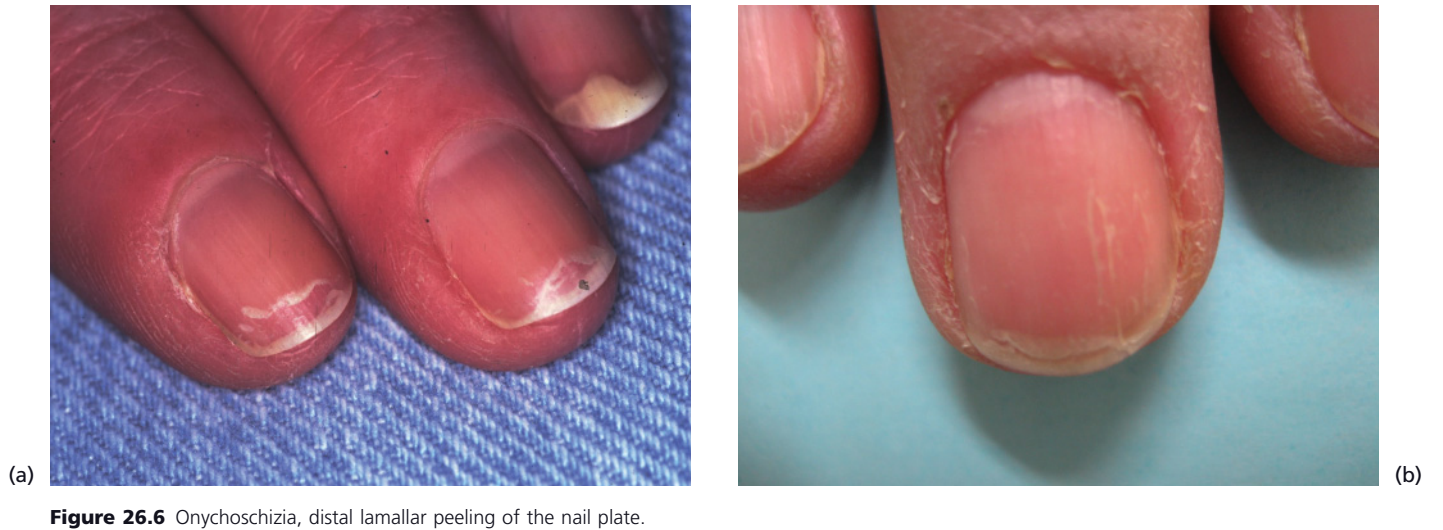 (a)
(b)
Figure 26.6 Onychoschizia, distal lamallar peeling of the nail plate.